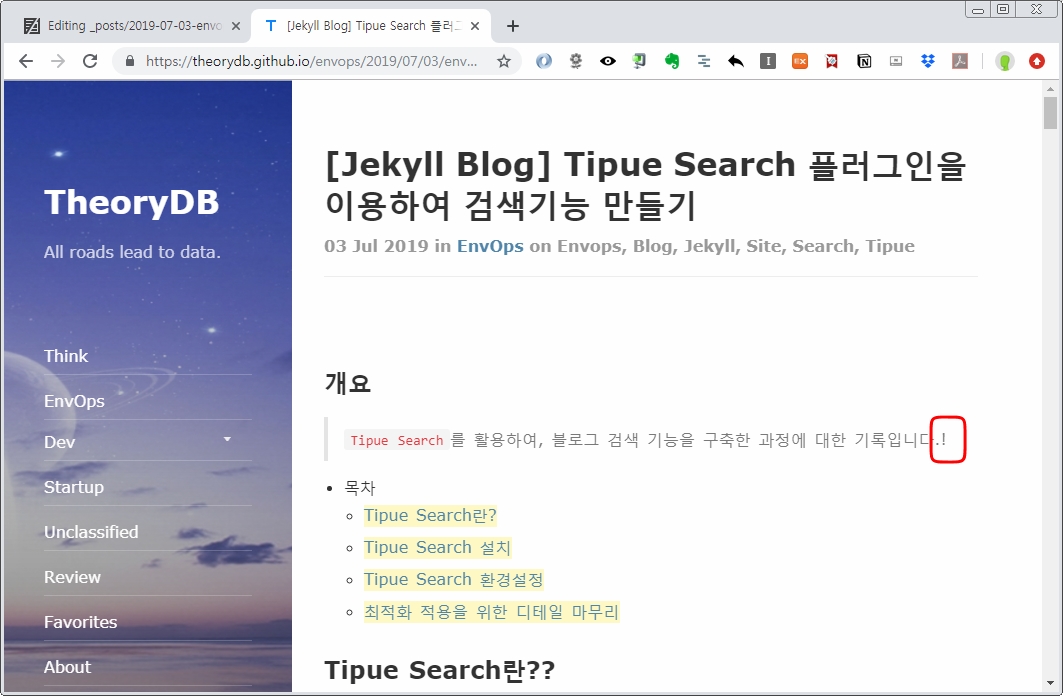 Editing _posts/2019-07-03-envo
[Jekyll Blog] Tipue Search 플러그
https://theorydb.github.io/envops/2019/07/03/env...
TheoryDB
All roads lead to data.
Think
EnvOps
Dev
Startup
Unclassified
Review
Favorites
About
[Jekyll Blog] Tipue Search 플러그인을
이용하여 검색기능 만들기
03 Jul 2019 in EnvOps on Envops, Blog, Jekyll, Site, Search, Tipue
개요
Tipue Search를 활용하여, 블로그 검색 기능을 구축한 과정에 대한 기록입니다.!
목차
Tipue Search란?
Tipue Search 설치
Tipue Search 환경설정
최적화 적용을 위한 디테일 마무리
Tipue Search란??